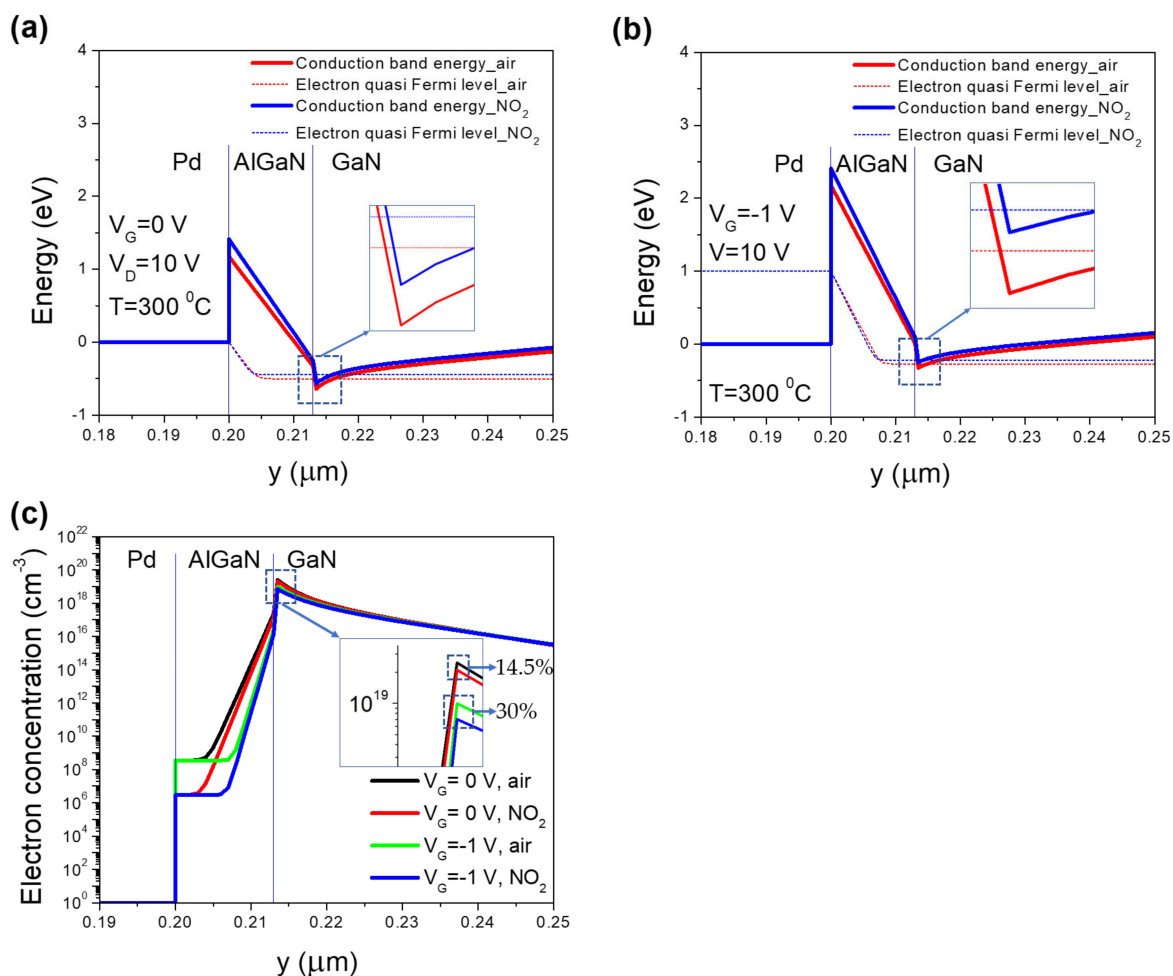 (a)
4
3
2
1
0
-1
Energy (eV)
Conduction band energy_air
Electron quasi Fermi level_air
Conduction band energy_NO₂
Electron quasi Fermi level_NO₂
Pd AlGaN GaN
V_G=0 V
V_D=10 V
T=300 ⁰C
0.18 0.19 0.20 0.21 0.22 0.23 0.24 0.25
y (μm)
(b)
4
3
2
1
0
-1
Energy (eV)
Conduction band energy_air
Electron quasi Fermi level_air
Conduction band energy_NO₂
Electron quasi Fermi level_NO₂
Pd AlGaN GaN
V_G=-1 V
V=10 V
T=300 ⁰C
0.18 0.19 0.20 0.21 0.22 0.23 0.24 0.25
y (μm)
(c)
10²²
10²⁰
10¹⁸
10¹⁶
10¹⁴
10¹²
10¹⁰
10⁸
10⁶
10⁴
10²
10⁰
Electron concentration (cm⁻³)
Pd AlGaN GaN
10¹⁹
14.5%
30%
V_G= 0 V, air
V_G= 0 V, NO₂
V_G=-1 V, air
V_G=-1 V, NO₂
0.19 0.20 0.21 0.22 0.23 0.24 0.25
y (μm)